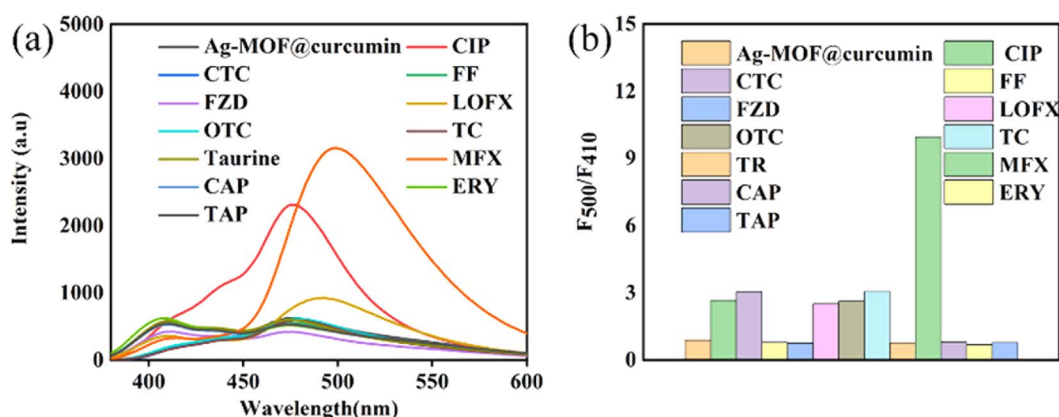 (a)
Intensity (a.u)
5000
4000
3000
2000
1000
0
Ag-MOF@curcumin
CTC
FZD
OTC
Taurine
CAP
TAP
CIP
FF
LOFX
TC
MFX
ERY
400
450
500
550
600
Wavelength(nm)
(b)
F500/F410
15
12
9
6
3
0
Ag-MOF@curcumin
CTC
FZD
OTC
TR
CAP
TAP
CIP
FF
LOFX
TC
MFX
ERY